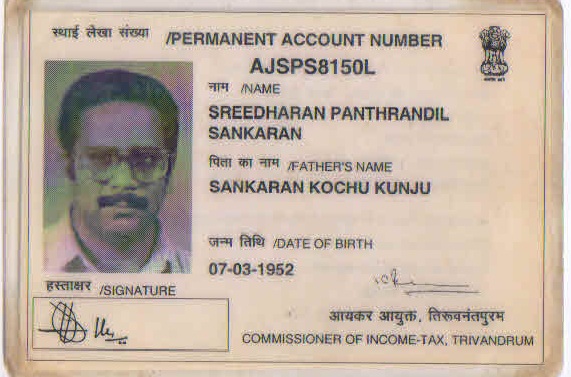 स्थाई लेखा संख्या /PERMANENT ACCOUNT NUMBER
AJSPS8150L
नाम /NAME
SREEDHARAN PANTHRANDIL
SANKARAN
पिता का नाम /FATHER'S NAME
SANKARAN KOCHU KUNJU
जन्म तिथि /DATE OF BIRTH
07-03-1952
हस्ताक्षर /SIGNATURE
आयकर आयुक्त, तिरूवनंतपुरम
COMMISSIONER OF INCOME-TAX, TRIVANDRUM